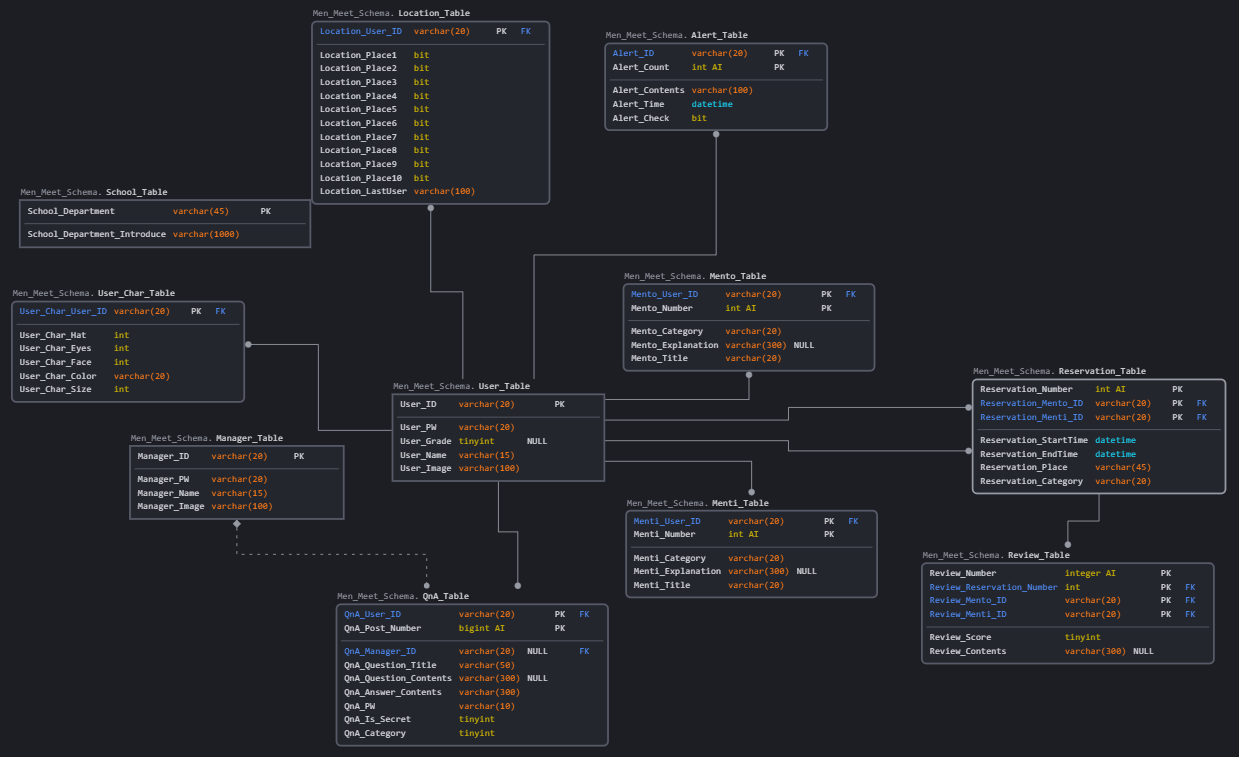 Men_Meet_Schema. Location_Table
Location_User_ID varchar(20) PK FK
Location_Place1 bit
Location_Place2 bit
Location_Place3 bit
Location_Place4 bit
Location_Place5 bit
Location_Place6 bit
Location_Place7 bit
Location_Place8 bit
Location_Place9 bit
Location_Place10 bit
Location_LastUser varchar(100)
Men_Meet_Schema. Alert_Table
Alert_ID varchar(20) PK FK
Alert_Count int AI PK
Alert_Contents varchar(100)
Alert_Time datetime
Alert_Check bit
Men_Meet_Schema. School_Table
School_Department varchar(45) PK
School_Department_Introduce varchar(1000)
Men_Meet_Schema. User_Char_Table
User_Char_User_ID varchar(20) PK FK
User_Char_Hat int
User_Char_Eyes int
User_Char_Face int
User_Char_Color varchar(20)
User_Char_Size int
Men_Meet_Schema. Mento_Table
Mento_User_ID varchar(20) PK FK
Mento_Number int AI PK
Mento_Category varchar(20)
Mento_Explanation varchar(300) NULL
Mento_Title varchar(20)
Men_Meet_Schema. User_Table
User_ID varchar(20) PK
User_PW varchar(20)
User_Grade tinyint NULL
User_Name varchar(15)
User_Image varchar(100)
Men_Meet_Schema. Reservation_Table
Reservation_Number int AI PK
Reservation_Mento_ID varchar(20) PK FK
Reservation_Menti_ID varchar(20) PK FK
Reservation_StartTime datetime
Reservation_EndTime datetime
Reservation_Place varchar(45)
Reservation_Category varchar(20)
Men_Meet_Schema. Manager_Table
Manager_ID varchar(20) PK
Manager_PW varchar(20)
Manager_Name varchar(15)
Manager_Image varchar(100)
Men_Meet_Schema. Menti_Table
Menti_User_ID varchar(20) PK FK
Menti_Number int AI PK
Menti_Category varchar(20)
Menti_Explanation varchar(300) NULL
Menti_Title varchar(20)
Men_Meet_Schema. Review_Table
Review_Number integer AI PK
Review_Reservation_Number int PK FK
Review_Mento_ID varchar(20) PK FK
Review_Menti_ID varchar(20) PK FK
Review_Score tinyint
Review_Contents varchar(300) NULL
Men_Meet_Schema. QnA_Table
QnA_User_ID varchar(20) PK FK
QnA_Post_Number bigint AI PK
QnA_Manager_ID varchar(20) NULL FK
QnA_Question_Title varchar(50)
QnA_Question_Contents varchar(300) NULL
QnA_Answer_Contents varchar(300)
QnA_PW varchar(10)
QnA_Is_Secret tinyint
QnA_Category tinyint